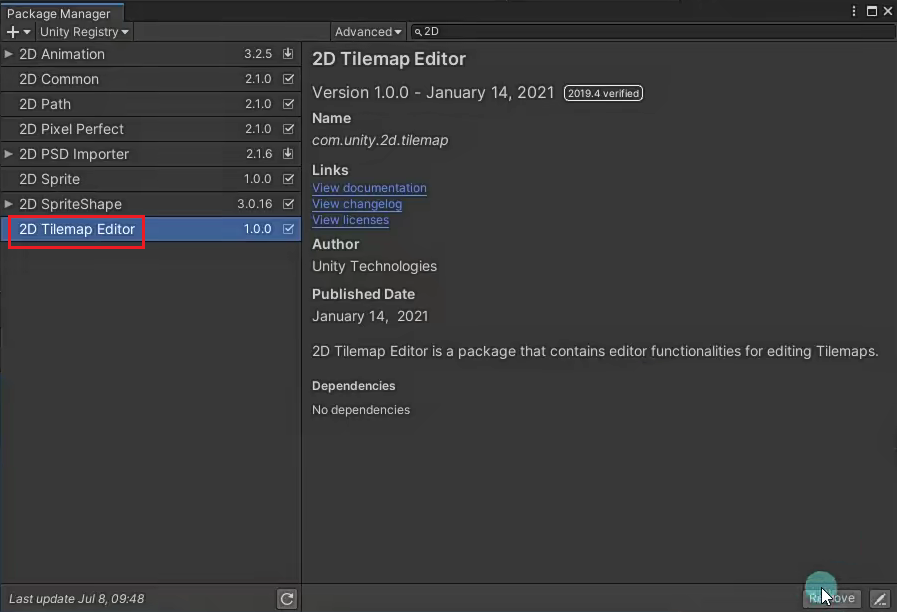 Package Manager
+ Unity Registry Advanced 2D
2D Animation 3.2.5
2D Common 2.1.0
2D Path 2.1.0
2D Pixel Perfect 2.1.0
2D PSD Importer 2.1.6
2D Sprite 1.0.0
2D SpriteShape 3.0.16
2D Tilemap Editor 1.0.0
2D Tilemap Editor
Version 1.0.0 - January 14, 2021 2019.4 verified
Name
com.unity.2d.tilemap
Links
View documentation
View changelog
View licenses
Author
Unity Technologies
Published Date
January 14, 2021
2D Tilemap Editor is a package that contains editor functionalities for editing Tilemaps.
Dependencies
No dependencies
Last update Jul 8, 09:48
Remove